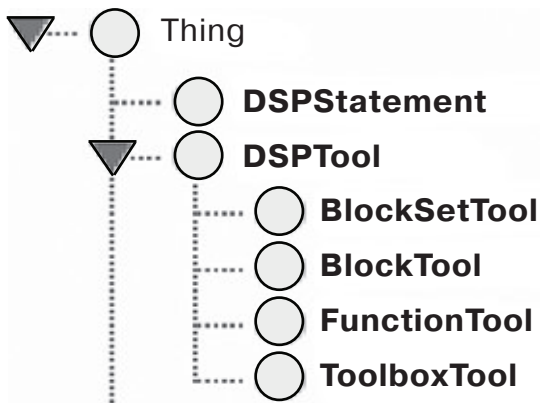 Thing
DSPStatement
DSPTool
BlockSetTool
BlockTool
FunctionTool
ToolboxTool